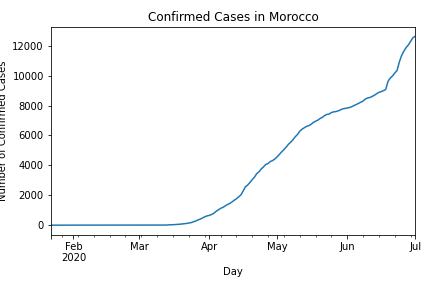 Confirmed Cases in Morocco
Number of Confirmed Cases
12000
10000
8000
6000
4000
2000
0
Feb
2020
Mar
Apr
May
Jun
Jul
Day